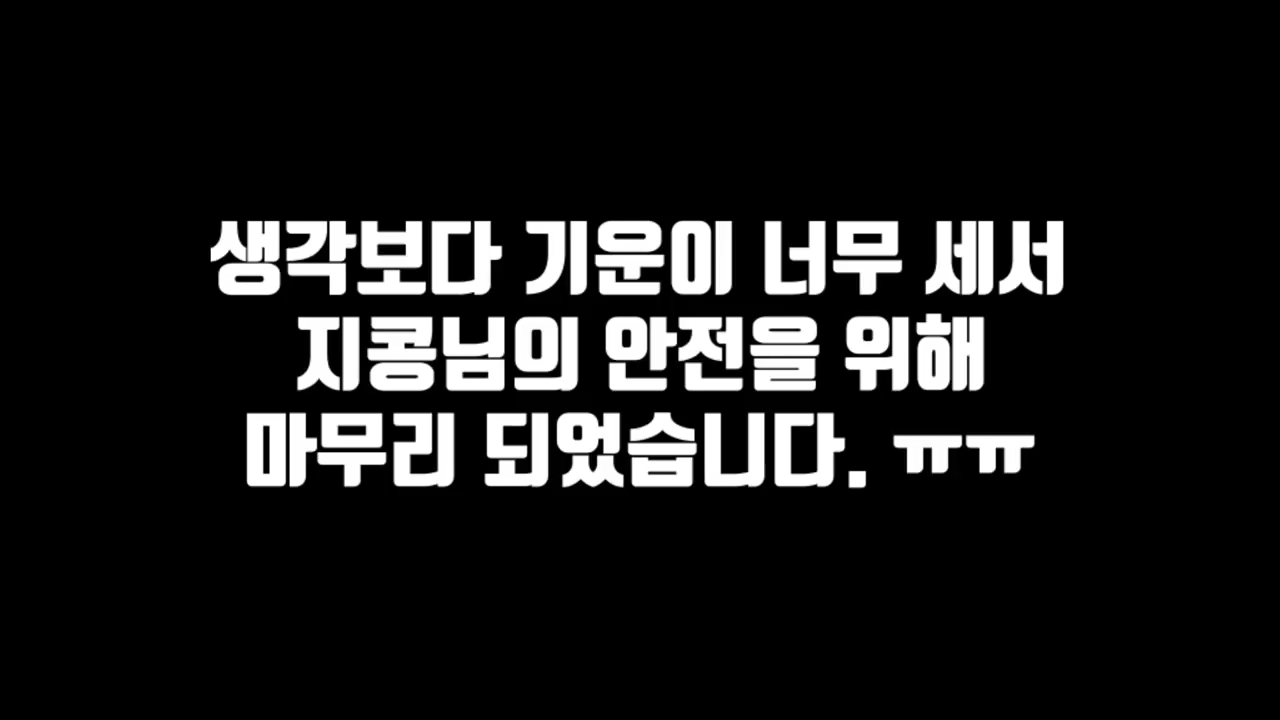 생각보다 기운이 너무 세서
지콩님의 안전을 위해
마무리 되었습니다. ㅠㅠ